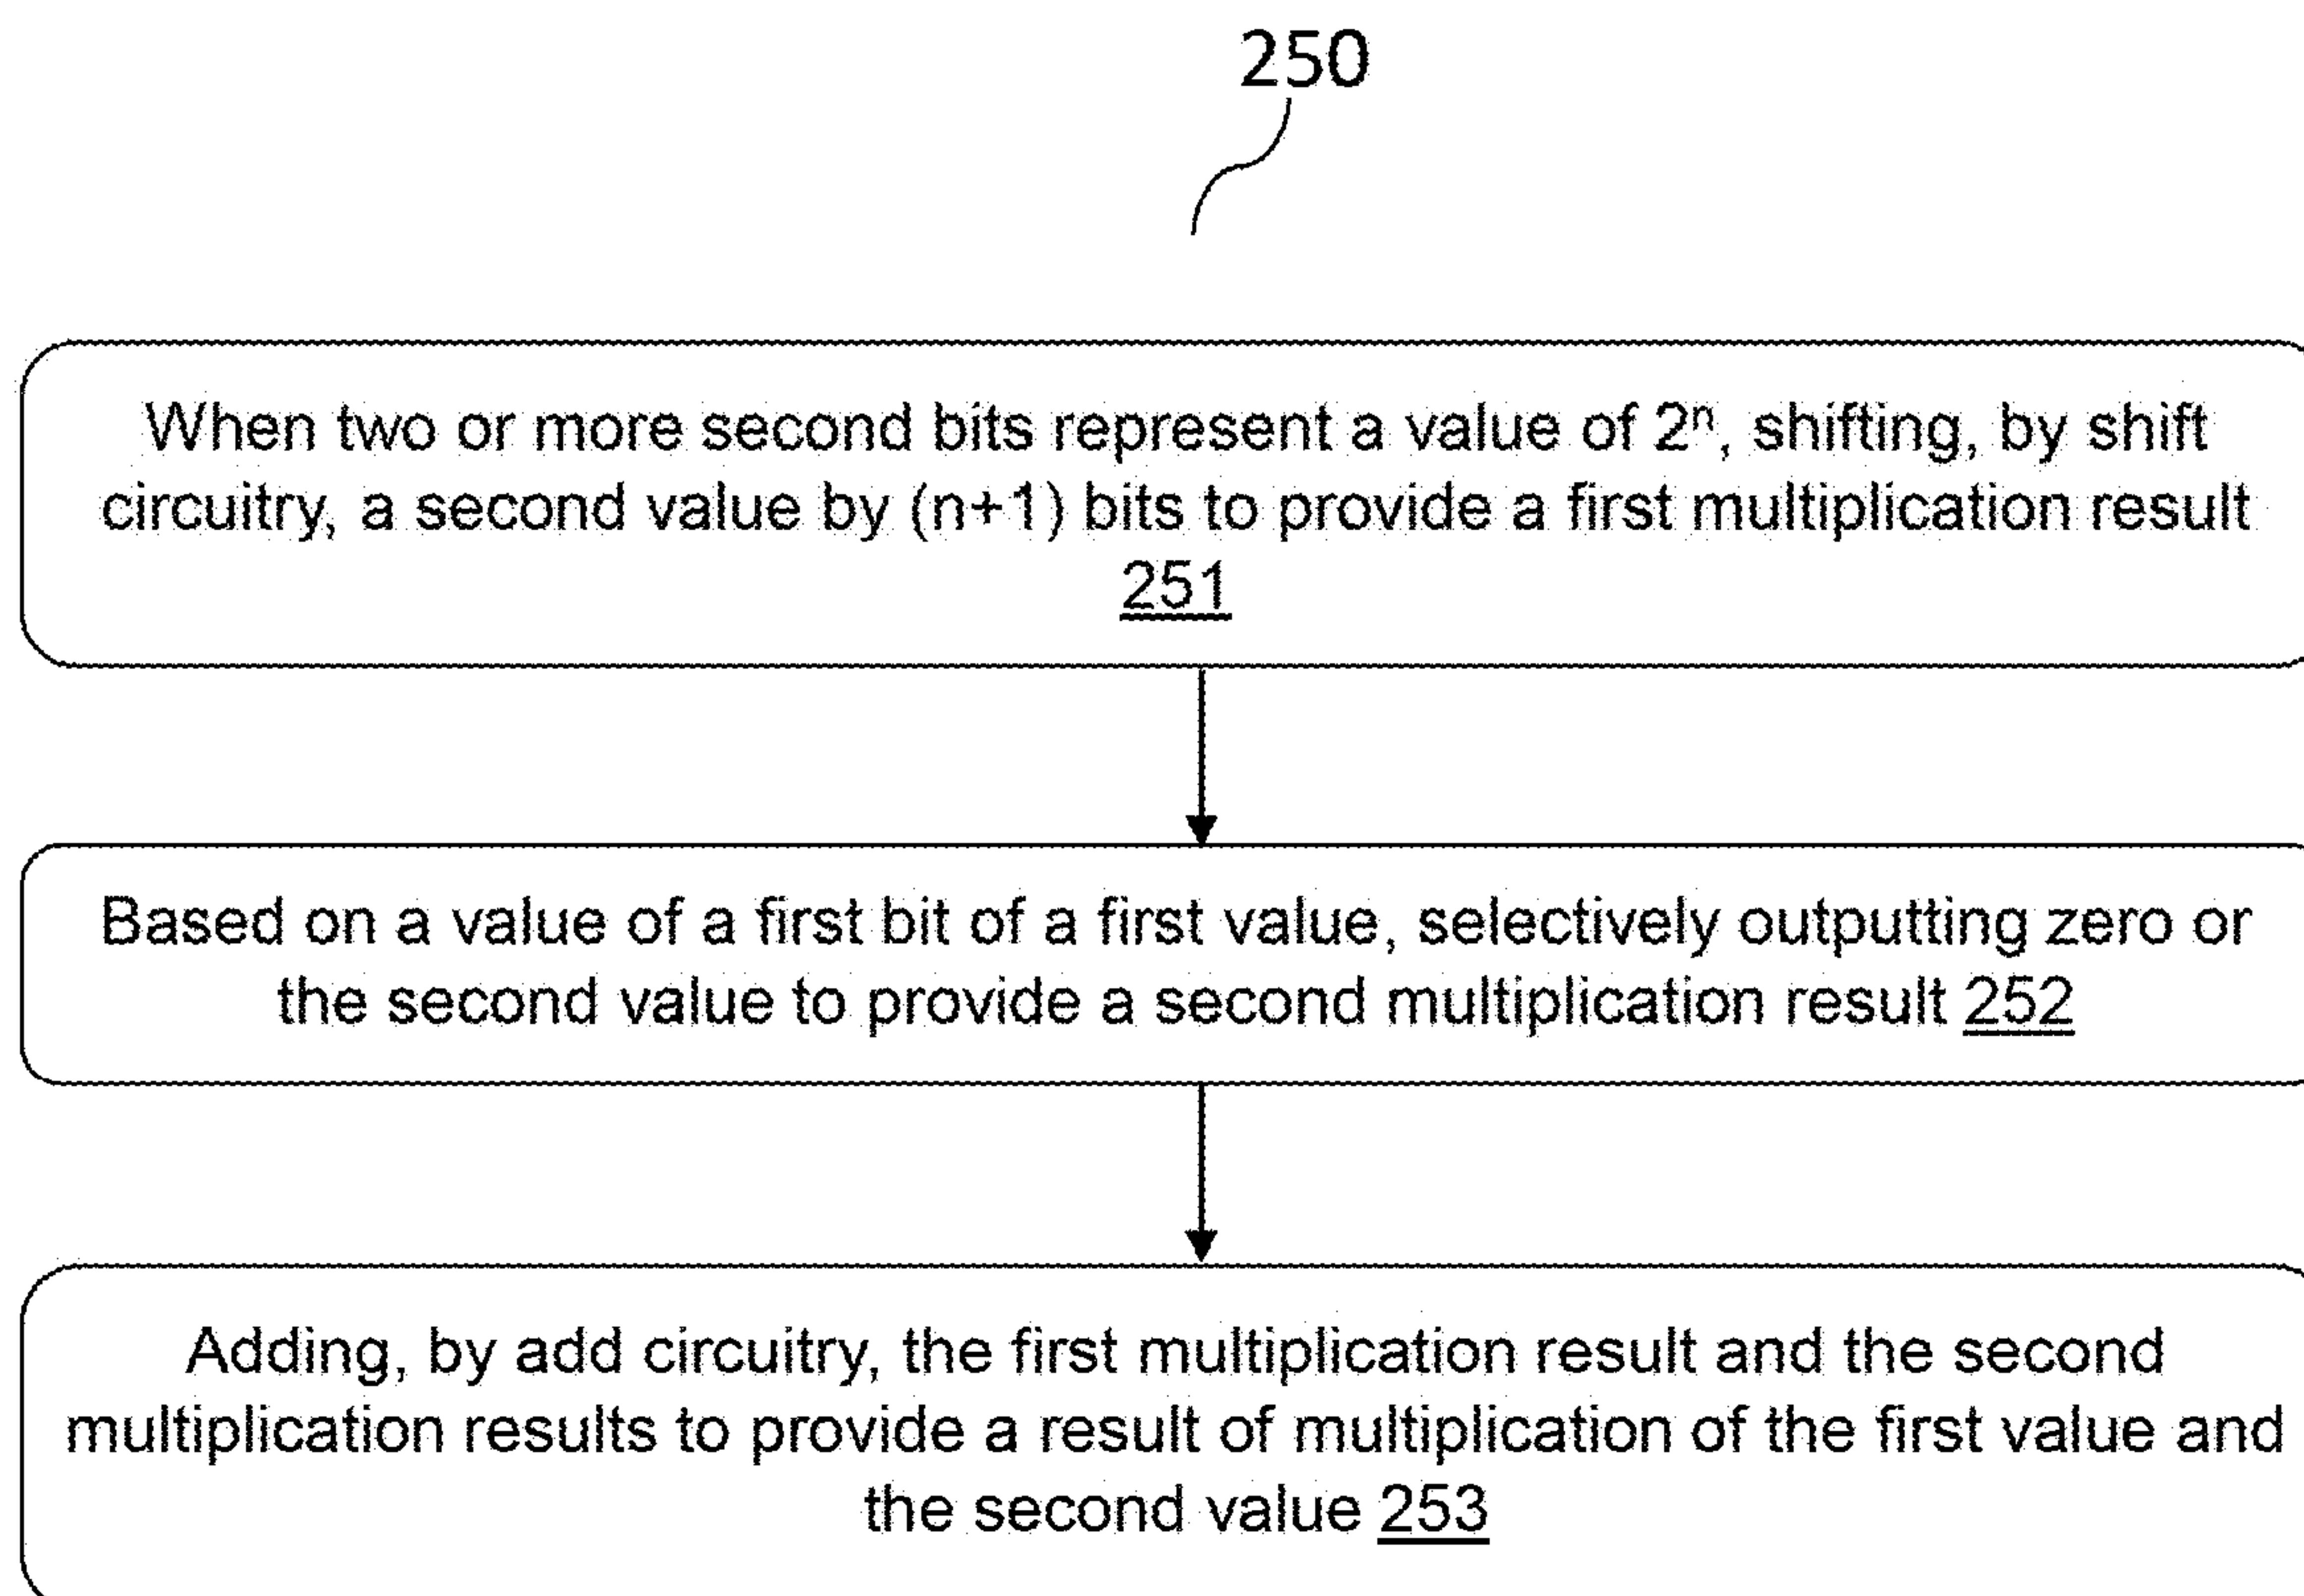 250
When two or more second bits represent a value of 2ⁿ, shifting, by shift
circuitry, a second value by (n+1) bits to provide a first multiplication result
251
Based on a value of a first bit of a first value, selectively outputting zero or
the second value to provide a second multiplication result 252
Adding, by add circuitry, the first multiplication result and the second
multiplication results to provide a result of multiplication of the first value and
the second value 253